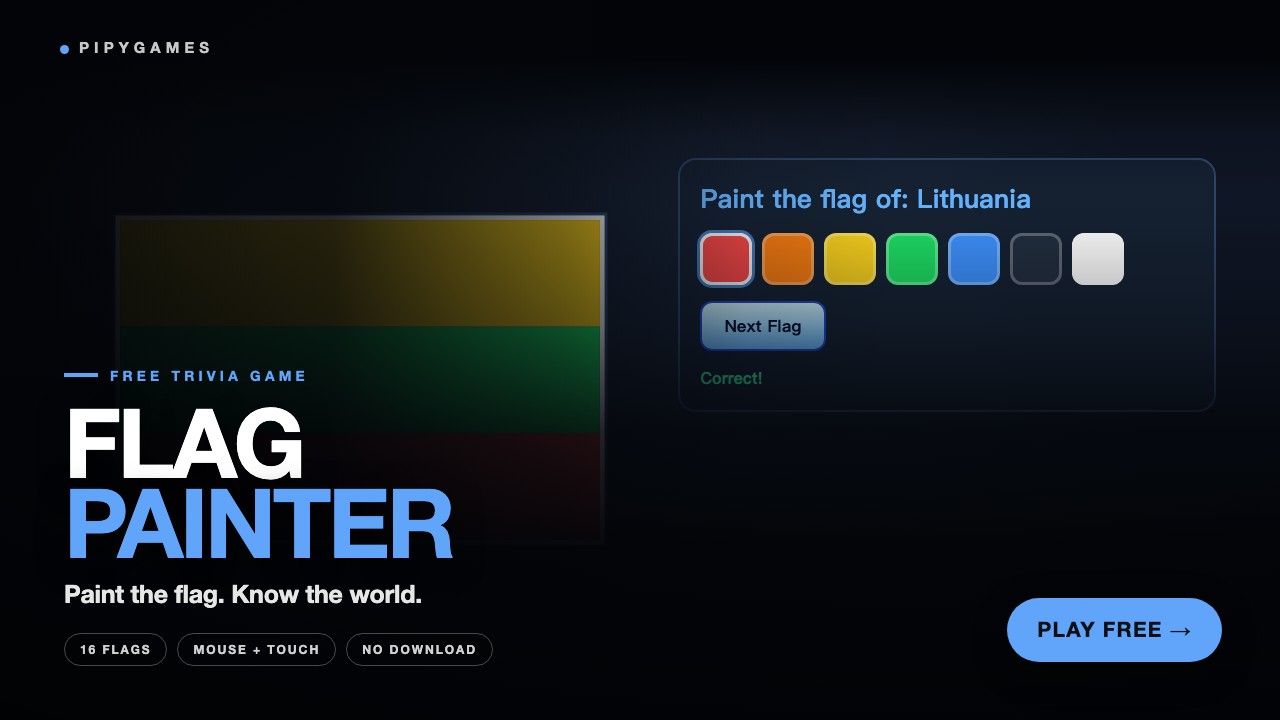 PIPYGAMES
Paint the flag of: Lithuania
Next Flag
Correct!
FREE TRIVIA GAME
FLAG
PAINTER
Paint the flag. Know the world.
16 FLAGS
MOUSE + TOUCH
NO DOWNLOAD
PLAY FREE →